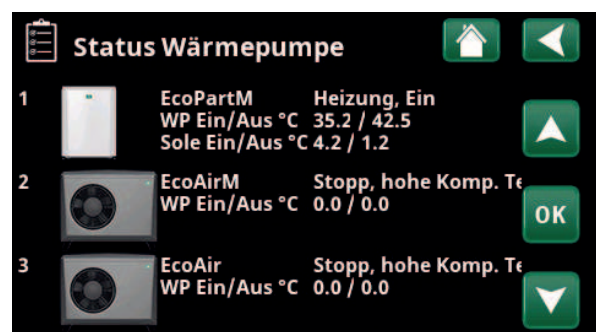 Status Wärmepumpe
1 EcoPartM Heizung, Ein
WP Ein/Aus °C 35.2 / 42.5
Sole Ein/Aus °C 4.2 / 1.2
2 EcoAirM Stopp, hohe Komp. Te
WP Ein/Aus °C 0.0 / 0.0
OK
3 EcoAir Stopp, hohe Komp. Te
WP Ein/Aus °C 0.0 / 0.0